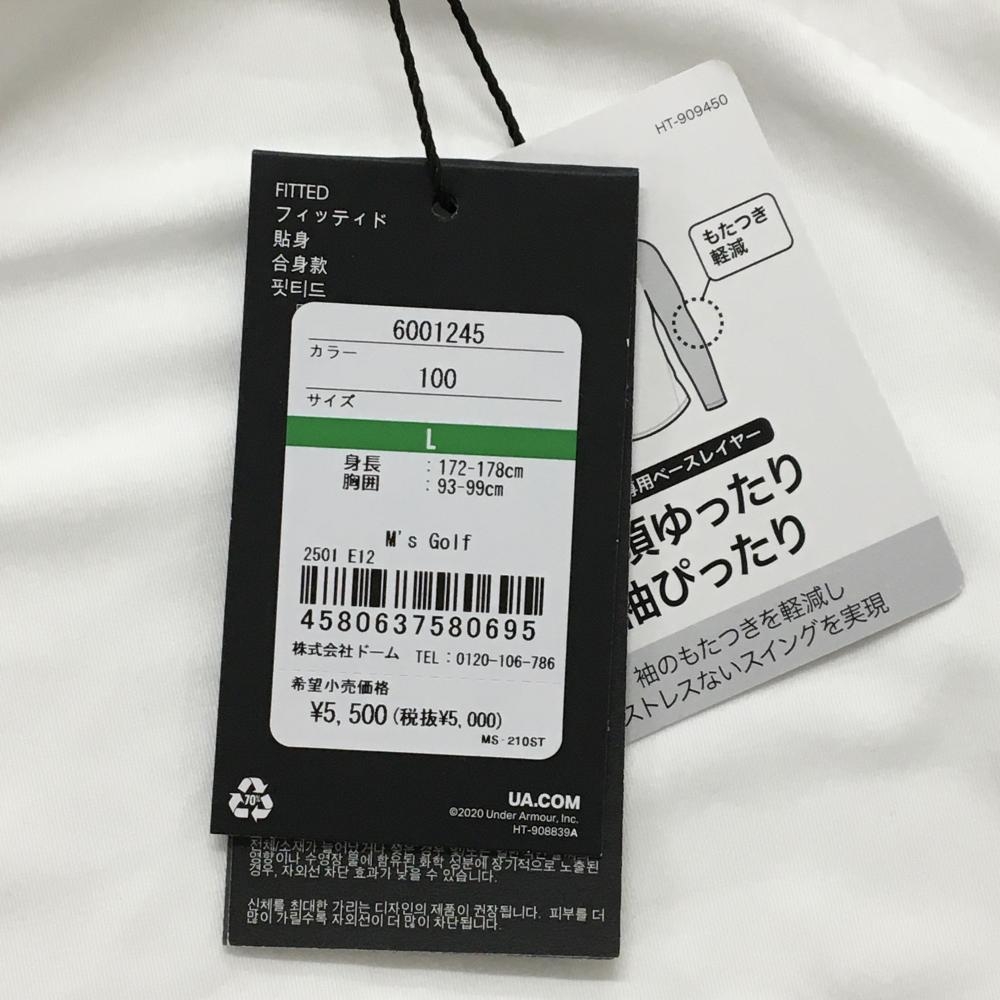 FITTED
フィッティド
貼身
合身款
핏티드
6001245
カラー
100
サイズ
L
身長 : 172-178cm
胸囲 : 93-99cm
M's Golf
2501 E12
4580637580695
株式会社ドーム TEL : 0120-106-786
希望小売価格
¥5,500 (税抜¥5,000)
MS-210ST
70%
UA.COM
©2020 Under Armour, Inc.
HT-908839A
영향이나 수영장 물에 함유된 화학 성분에 장기적으로 노출된
경우, 자외선 차단 효과가 낮을 수 있습니다.
신체를 최대한 가리는 디자인의 제품이 권장됩니다. 피부를 더
많이 가릴수록 자외선이 더 많이 차단됩니다.
HT-909450
もたつき
軽減
専用ベースレイヤー
ゆったり
袖ぴったり
袖のもたつきを軽減し
ストレスないスイングを実現